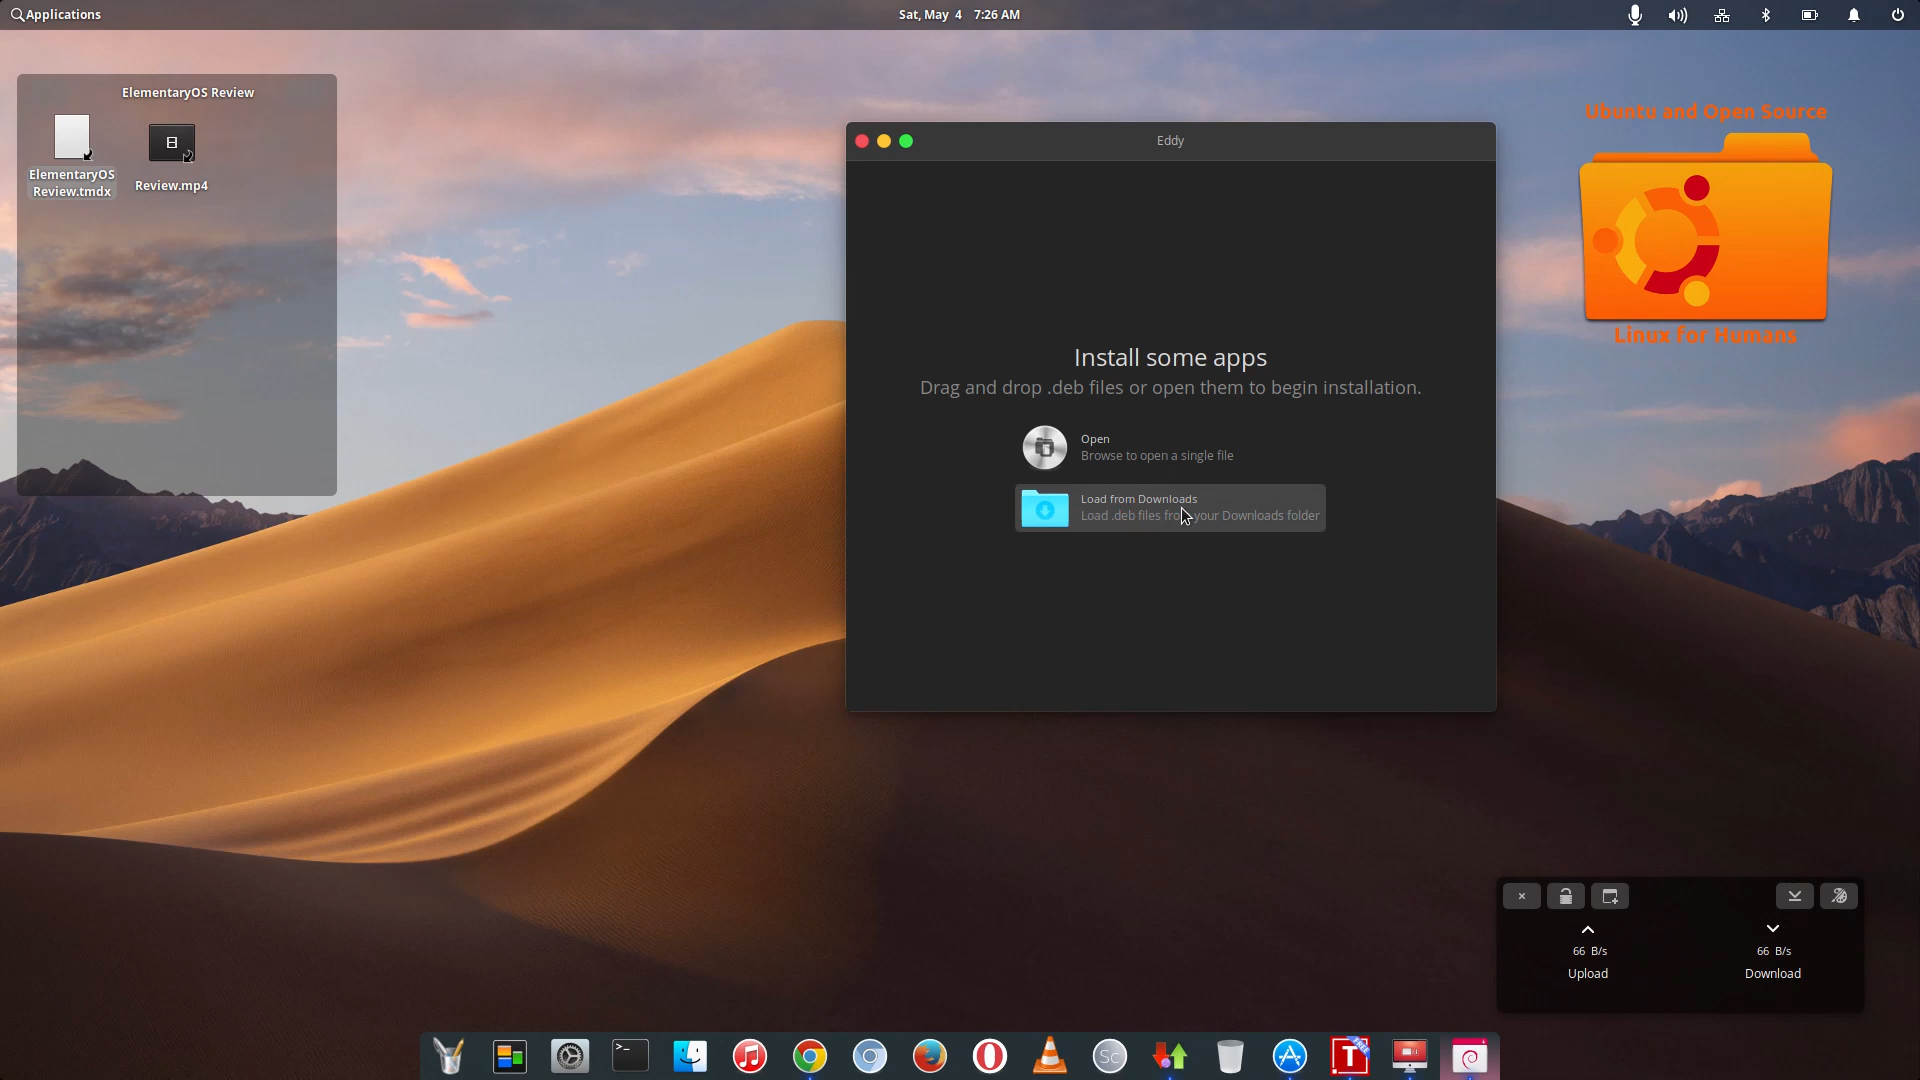 Applications
Sat, May 4 7:26 AM
ElementaryOS Review
ElementaryOS
Review.tmdx
Review.mp4
Eddy
Install some apps
Drag and drop .deb files or open them to begin installation.
Open
Browse to open a single file
Load from Downloads
Load .deb files from your Downloads folder
Ubuntu and Open Source
Linux for Humans
66 B/s
66 B/s
Upload
Download
>_
Sc
T
FREE